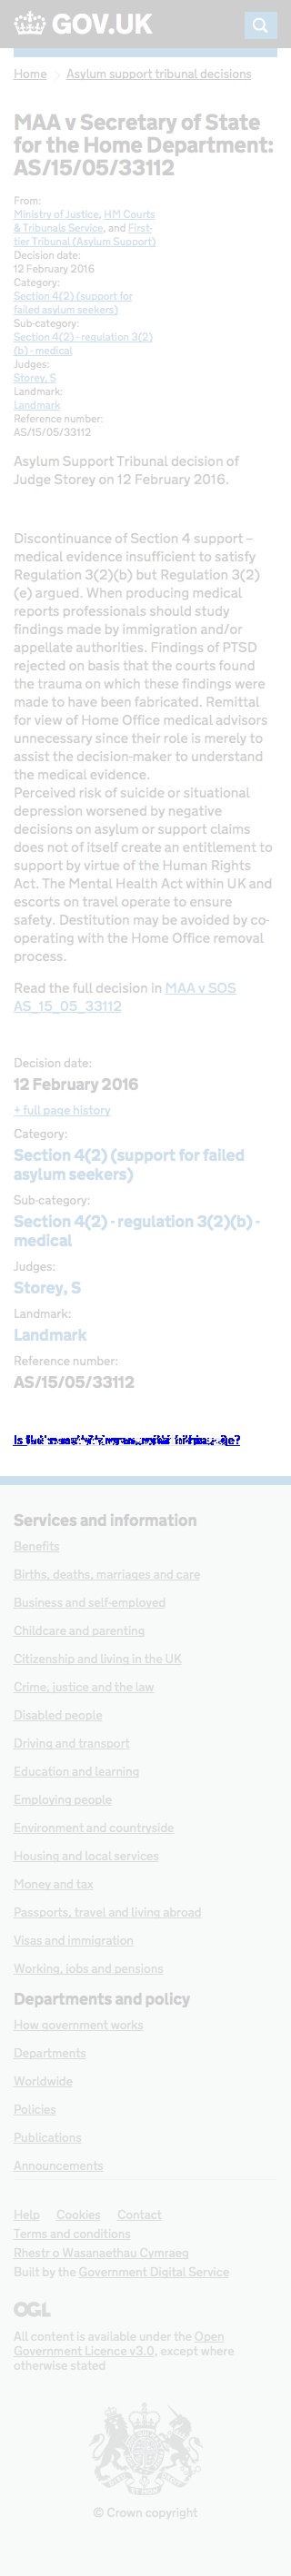 GOV.UK
Home Asylum support tribunal decisions
MAA v Secretary of State
for the Home Department:
AS/15/05/33112
From:
Ministry of Justice, HM Courts
& Tribunals Service, and First-
tier Tribunal (Asylum Support)
Decision date:
12 February 2016
Category:
Section 4(2) (support for
failed asylum seekers)
Sub-category:
Section 4(2) - regulation 3(2)
(b) - medical
Judges:
Storey, S
Landmark:
Landmark
Reference number:
AS/15/05/33112
Asylum Support Tribunal decision of
Judge Storey on 12 February 2016.
Discontinuance of Section 4 support –
medical evidence insufficient to satisfy
Regulation 3(2)(b) but Regulation 3(2)
(e) argued. When producing medical
reports professionals should study
findings made by immigration and/or
appellate authorities. Findings of PTSD
rejected on basis that the courts found
the trauma on which these findings were
made to have been fabricated. Remittal
for view of Home Office medical advisors
unnecessary since their role is merely to
assist the decision-maker to understand
the medical evidence.
Perceived risk of suicide or situational
depression worsened by negative
decisions on asylum or support claims
does not of itself create an entitlement to
support by virtue of the Human Rights
Act. The Mental Health Act within UK and
escorts on travel operate to ensure
safety. Destitution may be avoided by co-
operating with the Home Office removal
process.
Read the full decision in MAA v SOS
AS_15_05_33112
Decision date:
12 February 2016
+ full page history
Category:
Section 4(2) (support for failed
asylum seekers)
Sub-category:
Section 4(2) - regulation 3(2)(b) -
medical
Judges:
Storey, S
Landmark:
Landmark
Reference number:
AS/15/05/33112
Services and information
Benefits
Births, deaths, marriages and care
Business and self-employed
Childcare and parenting
Citizenship and living in the UK
Crime, justice and the law
Disabled people
Driving and transport
Education and learning
Employing people
Environment and countryside
Housing and local services
Money and tax
Passports, travel and living abroad
Visas and immigration
Working, jobs and pensions
Departments and policy
How government works
Departments
Worldwide
Policies
Publications
Announcements
Help Cookies Contact
Terms and conditions
Rhestr o Wasanaethau Cymraeg
Built by the Government Digital Service
OGL
All content is available under the Open
Government Licence v3.0, except where
otherwise stated
© Crown copyright